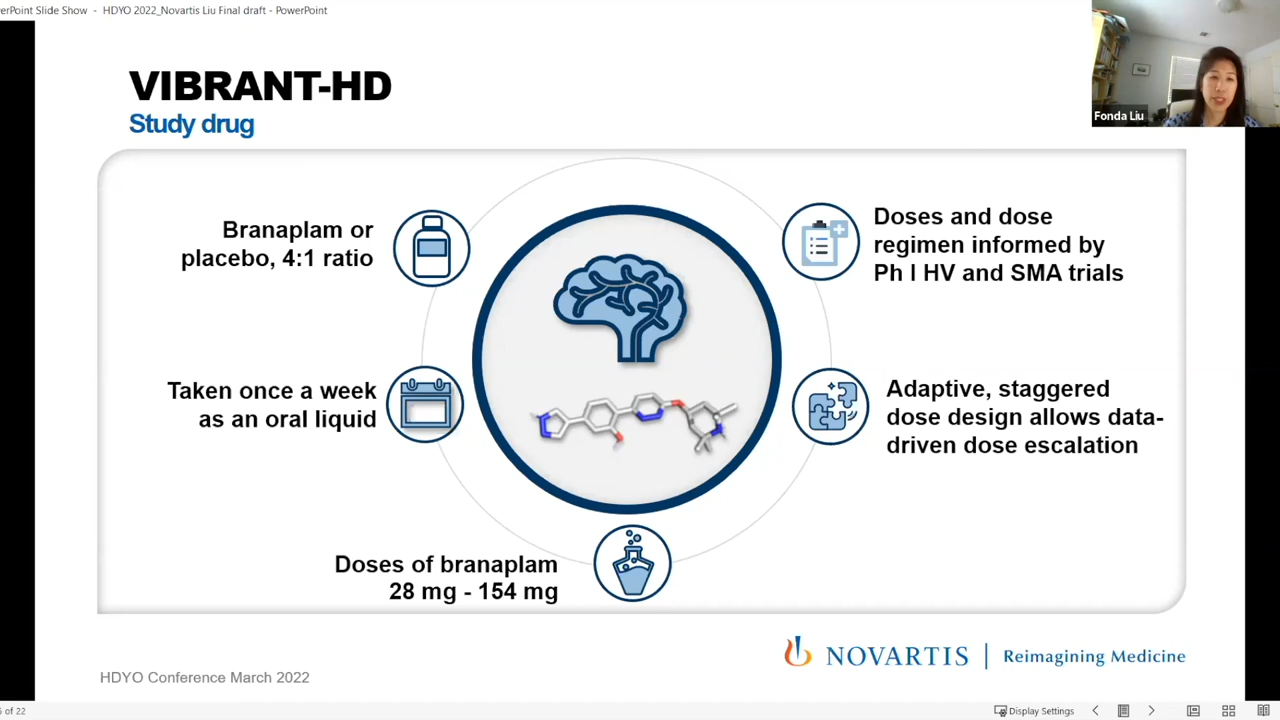 erPoint Slide Show - HDYO 2022_Novartis Liu Final draft - PowerPoint
Fonda Liu
VIBRANT-HD
Study drug
Branaplam or
placebo, 4:1 ratio
Taken once a week
as an oral liquid
Doses of branaplam
28 mg - 154 mg
Doses and dose
regimen informed by
Ph I HV and SMA trials
Adaptive, staggered
dose design allows data-
driven dose escalation
NOVARTIS | Reimagining Medicine
HDYO Conference March 2022
of 22
Display Settings